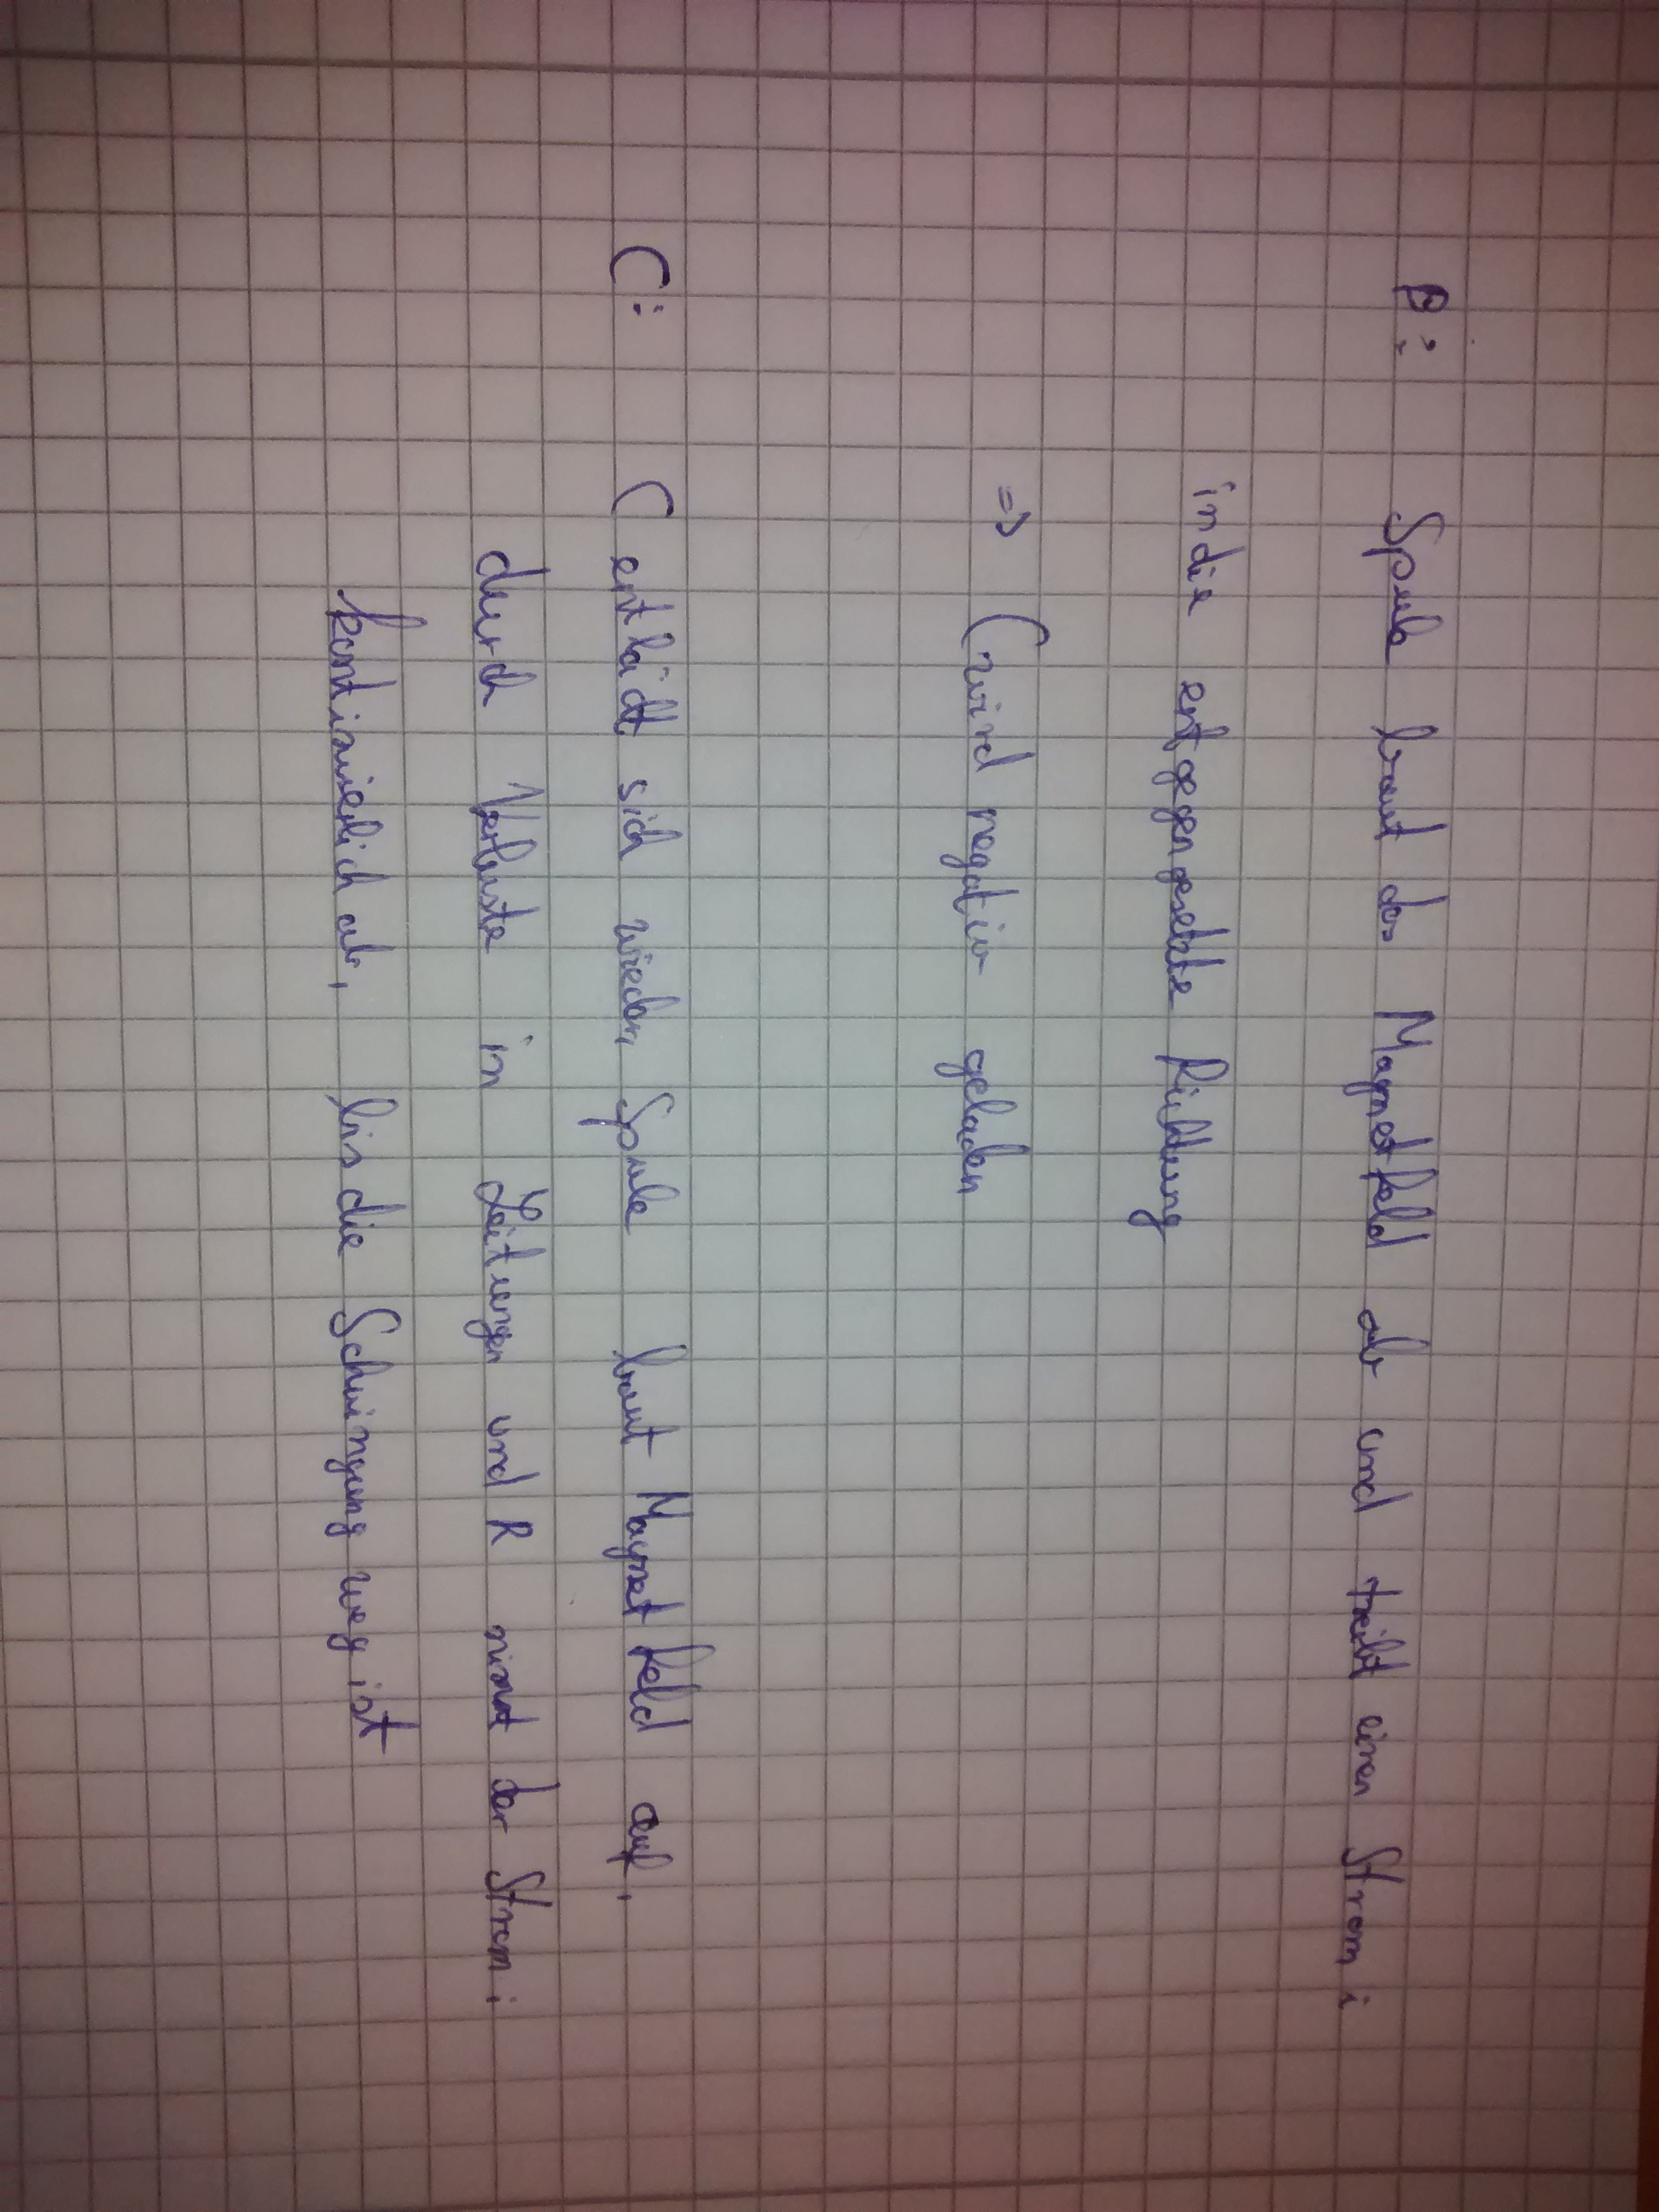 B: Spule baut das Magnetfeld ab und treibt einen Strom i
in die entgegengesetzte Richtung
=> C wird negativ geladen
C: C entlädt sich wieder, Spule baut Magnetfeld auf,
durch Verluste in Leitungen und R nimmt der Strom i
kontinuierlich ab, bis die Schwingung weg ist